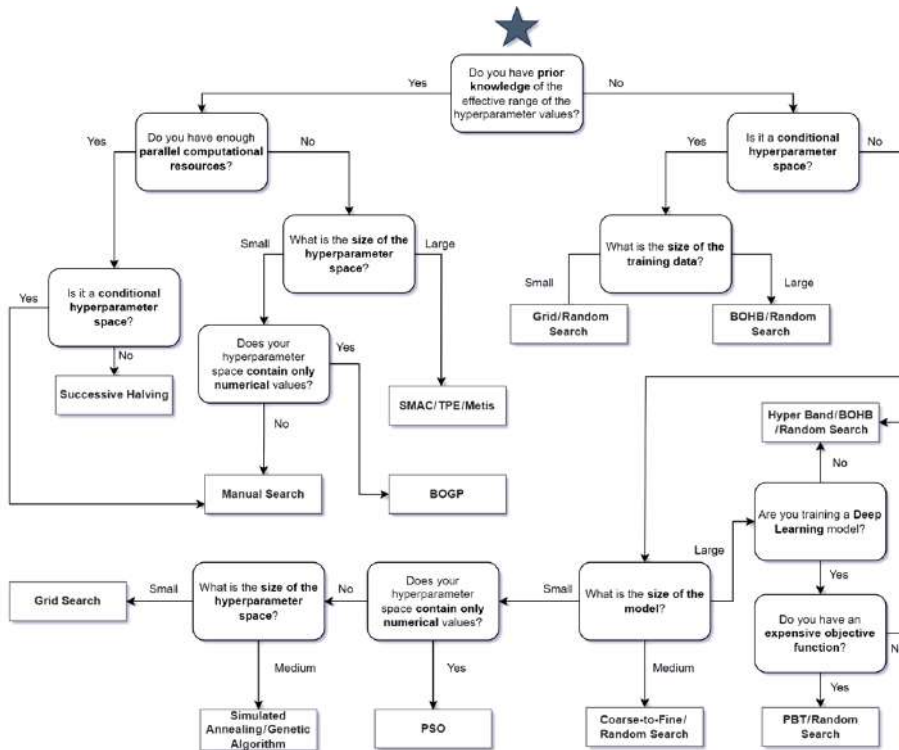 Do you have prior
knowledge of the
effective range of the
hyperparameter values?
Yes
No
Do you have enough
parallel computational
resources?
Yes
No
Is it a conditional
hyperparameter
space?
Yes
No
What is the size of the
hyperparameter
space?
Small
Large
What is the size of the
training data?
Small
Large
Grid/Random
Search
BOHB/Random
Search
Is it a conditional
hyperparameter
space?
Yes
No
Successive Halving
Does your
hyperparameter
space contain only
numerical values?
Yes
No
SMAC/TPE/Metis
Manual Search
BOGP
Hyper Band/BOHB
/Random Search
No
Are you training a Deep
Learning model?
Yes
Large
What is the size of the
model?
Small
Medium
Does your
hyperparameter
space contain only
numerical values?
No
Yes
What is the size of the
hyperparameter
space?
Small
Medium
Grid Search
Do you have an
expensive objective
function?
Yes
Simulated
Annealing/Genetic
Algorithm
PSO
Coarse-to-Fine/
Random Search
PBT/Random
Search